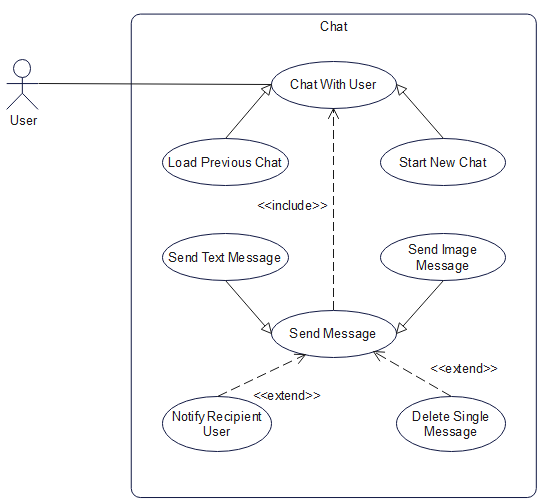 Chat
Chat With User
User
Load Previous Chat
Start New Chat
<<include>>
Send Text Message
Send Image
Message
Send Message
<<extend>>
<<extend>>
Notify Recipient
User
Delete Single
Message